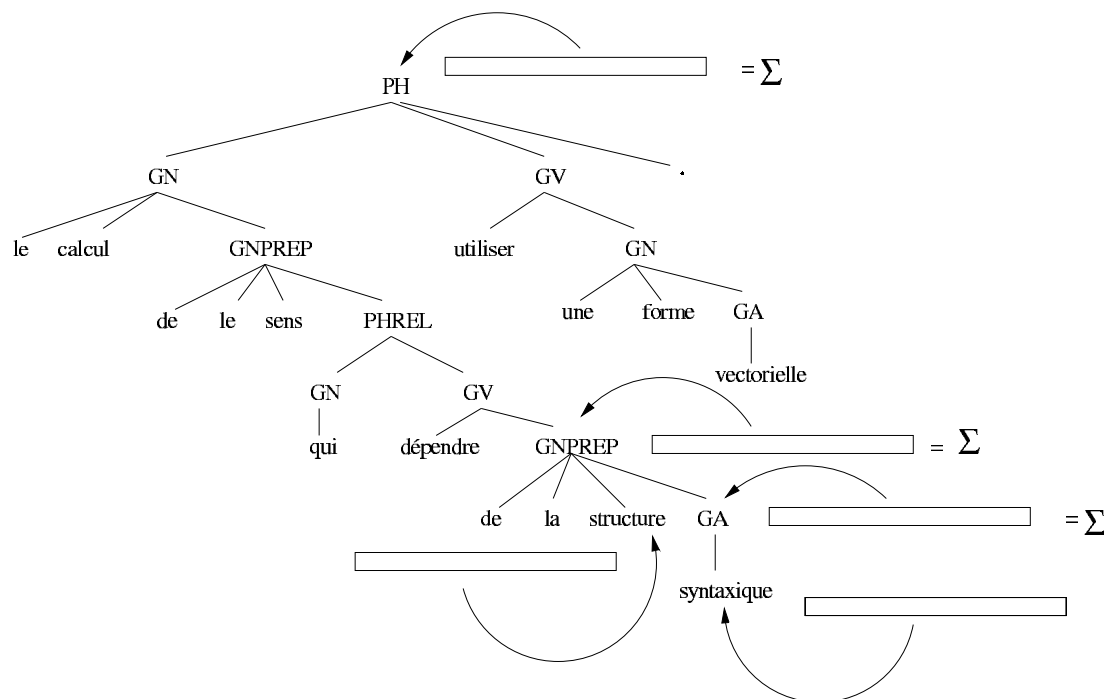 = Σ
PH
GN GV .
le calcul GNPREP utiliser GN
de le sens PHREL une forme GA
vectorielle
GN GV
qui dépendre GNPREP = Σ
de la structure GA = Σ
syntaxique